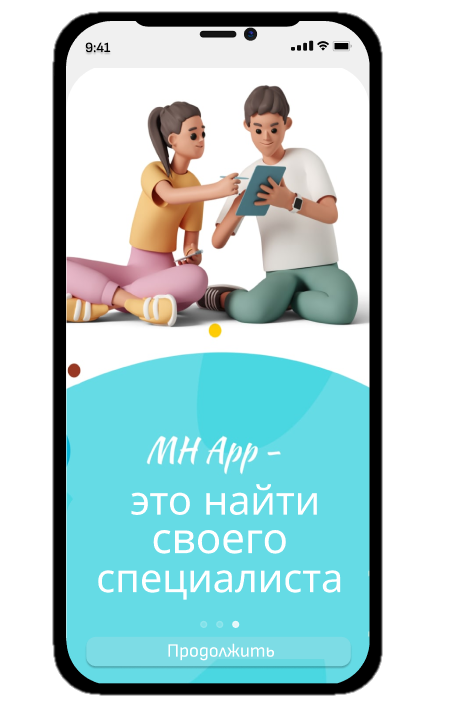 9:41
MH App -
это найти
своего
специалиста
Продолжить